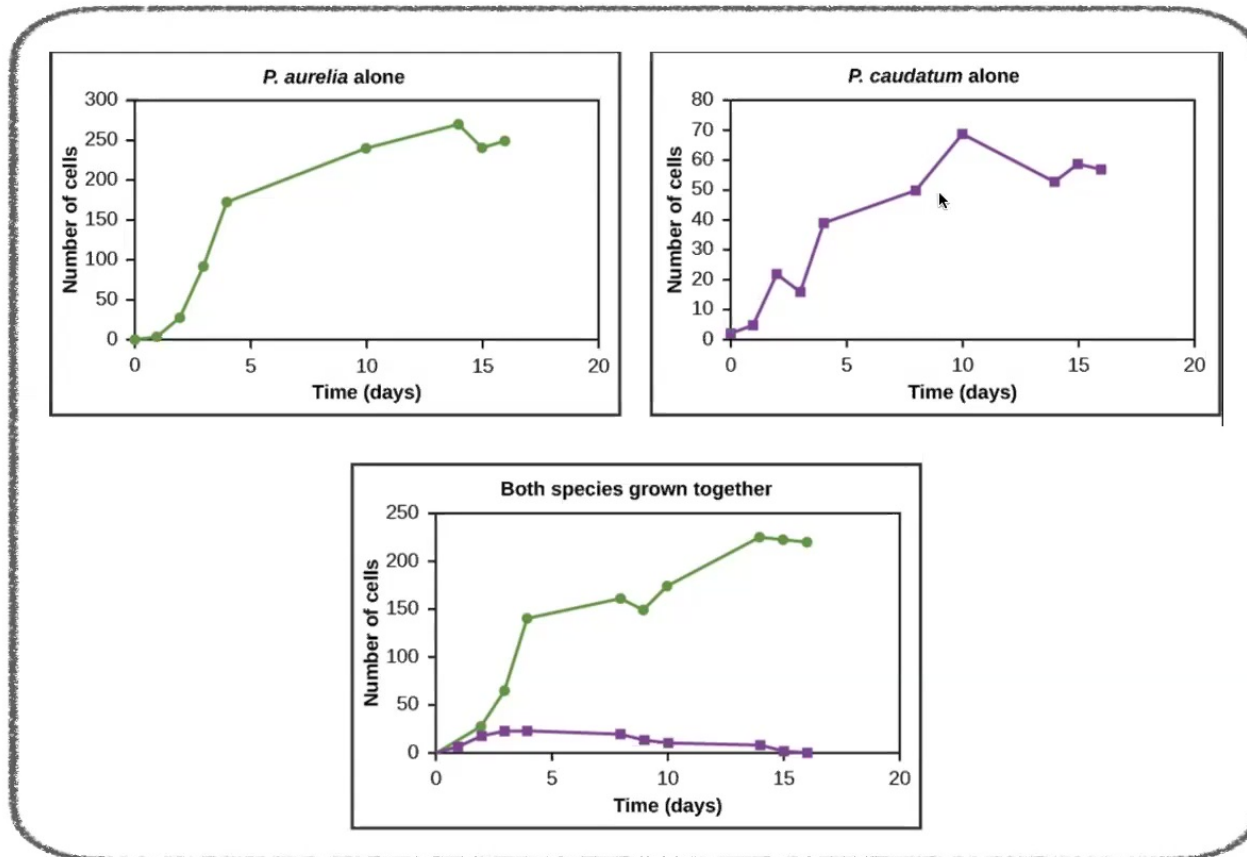 P. aurelia alone
300
250
200
150
100
50
0
Number of cells
0 5 10 15 20
Time (days)
P. caudatum alone
80
70
60
50
40
30
20
10
0
Number of cells
0 5 10 15 20
Time (days)
Both species grown together
250
200
150
100
50
0
Number of cells
0 5 10 15 20
Time (days)